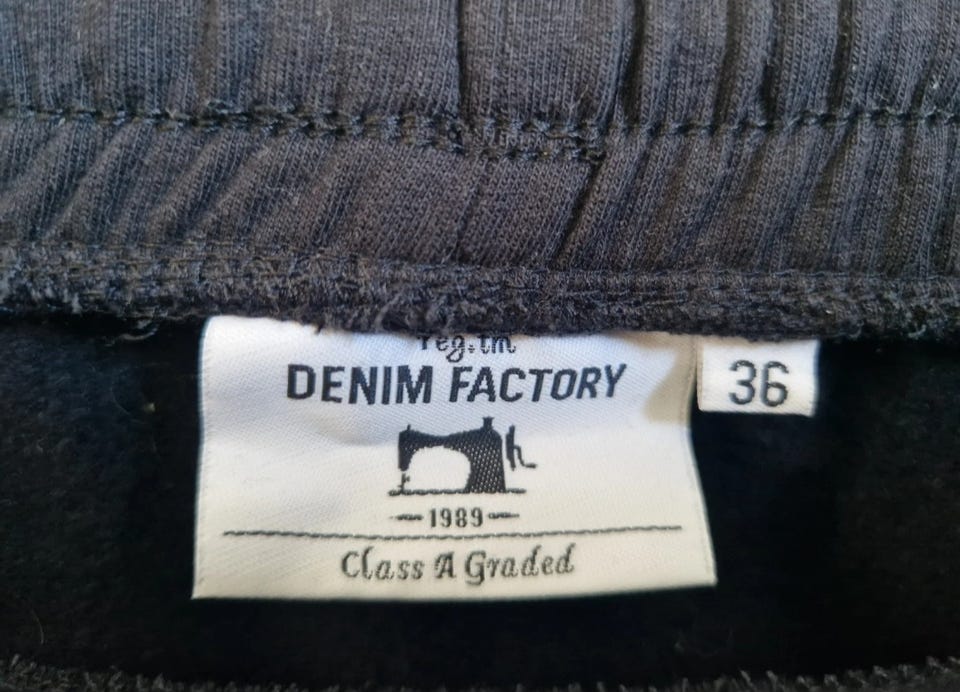 reg.tm
DENIM FACTORY
36
1989
Class A Graded